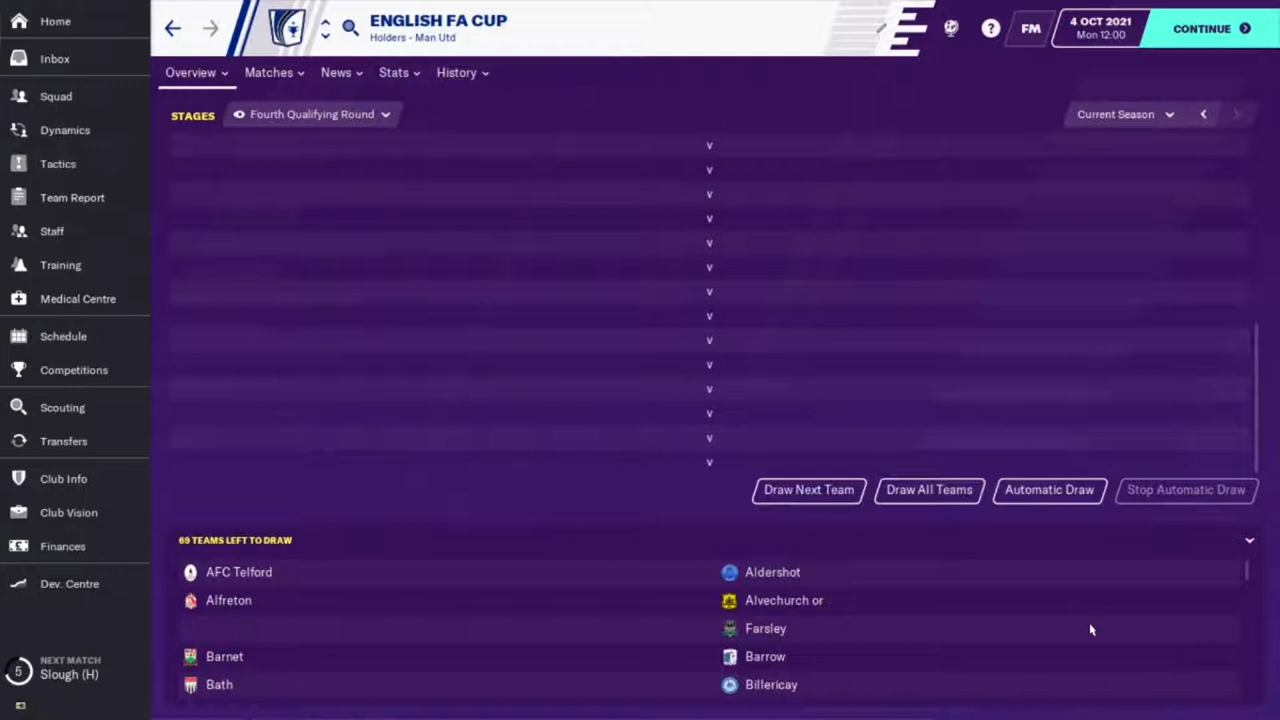 Home
ENGLISH FA CUP
Holders - Man Utd
FM
4 OCT 2021
Mon 12:00
CONTINUE
Inbox
Squad
Dynamics
Tactics
Team Report
Staff
Training
Medical Centre
Schedule
Competitions
Scouting
Transfers
Club Info
Club Vision
Finances
Dev. Centre
5
NEXT MATCH
Slough (H)
Overview
Matches
News
Stats
History
STAGES
Fourth Qualifying Round
Current Season
v
v
v
v
v
v
v
v
v
v
v
v
v
v
Draw Next Team
Draw All Teams
Automatic Draw
Stop Automatic Draw
69 TEAMS LEFT TO DRAW
AFC Telford
Aldershot
Alfreton
Alvechurch or
Farsley
Barnet
Barrow
Bath
Billericay